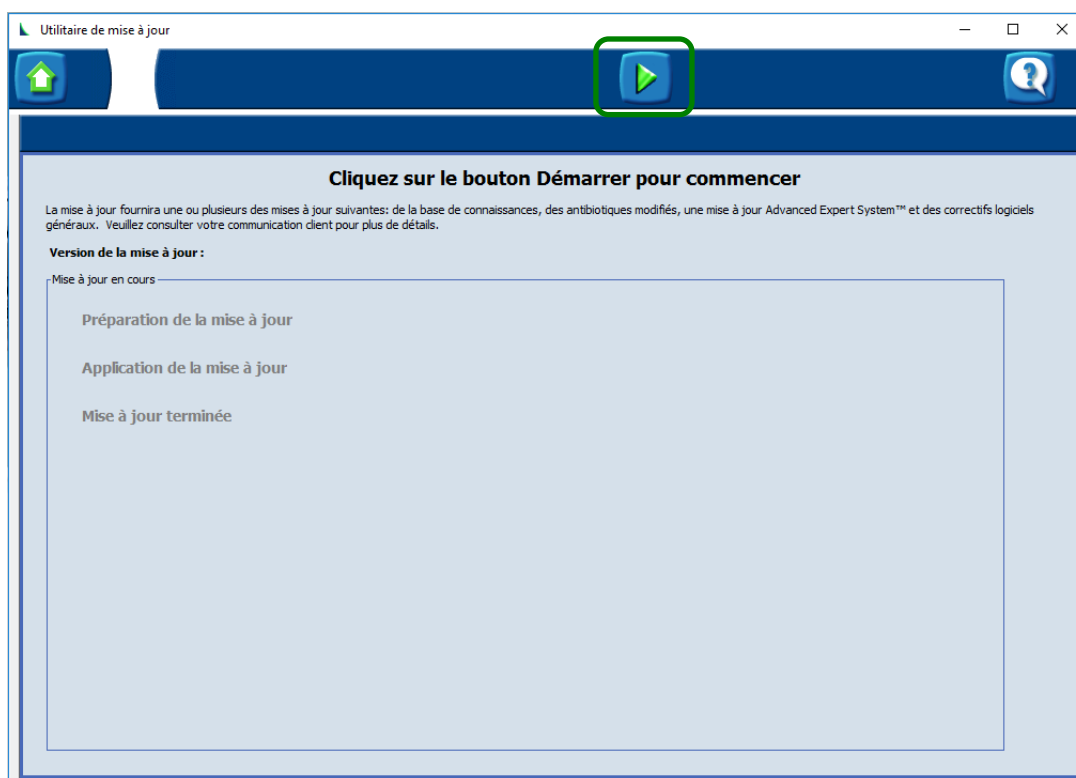 Utilitaire de mise à jour
Cliquez sur le bouton Démarrer pour commencer
La mise à jour fournira une ou plusieurs des mises à jour suivantes: de la base de connaissances, des antibiotiques modifiés, une mise à jour Advanced Expert System™ et des correctifs logiciels
généraux. Veuillez consulter votre communication client pour plus de détails.
Version de la mise à jour :
Mise à jour en cours
Préparation de la mise à jour
Application de la mise à jour
Mise à jour terminée